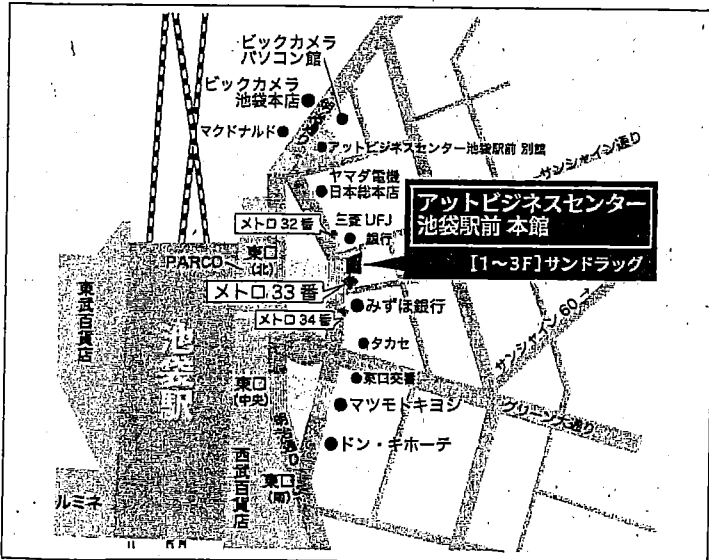 ビックカメラ
パソコン館
ビックカメラ
池袋本店
明治通り
マクドナルド
アットビジネスセンター池袋駅前 別館
サンシャイン通り
ヤマダ電機
日本総本店
アットビジネスセンター
池袋駅前 本館
[1~3F]サンドラッグ
メトロ32番
三菱UFJ
銀行
東口
(北)
PARCO
メトロ33番
みずほ銀行
メトロ34番
サンシャイン60→
タカセ
東武百貨店
池袋駅
東口
(中央)
東口交番
マツモトキヨシ
グリーン大通り
明治通り
ドン・キホーテ
西武百貨店
東口
(南)
ルミネ